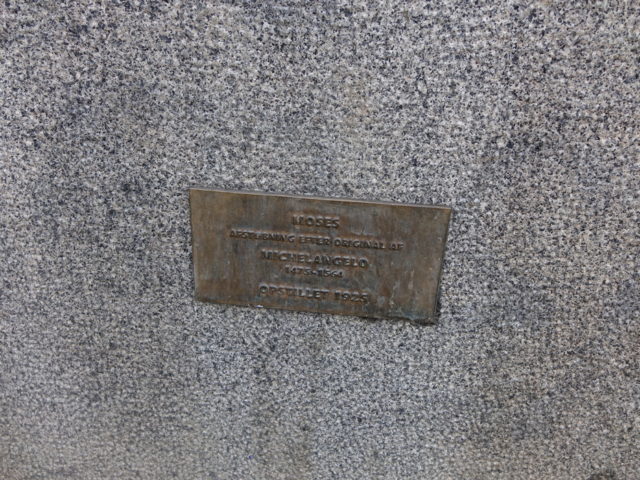 MOSES
AFSTØBNING EFTER ORIGINAL AF
MICHELANGELO
1475-1564
OPSTILLET 1925